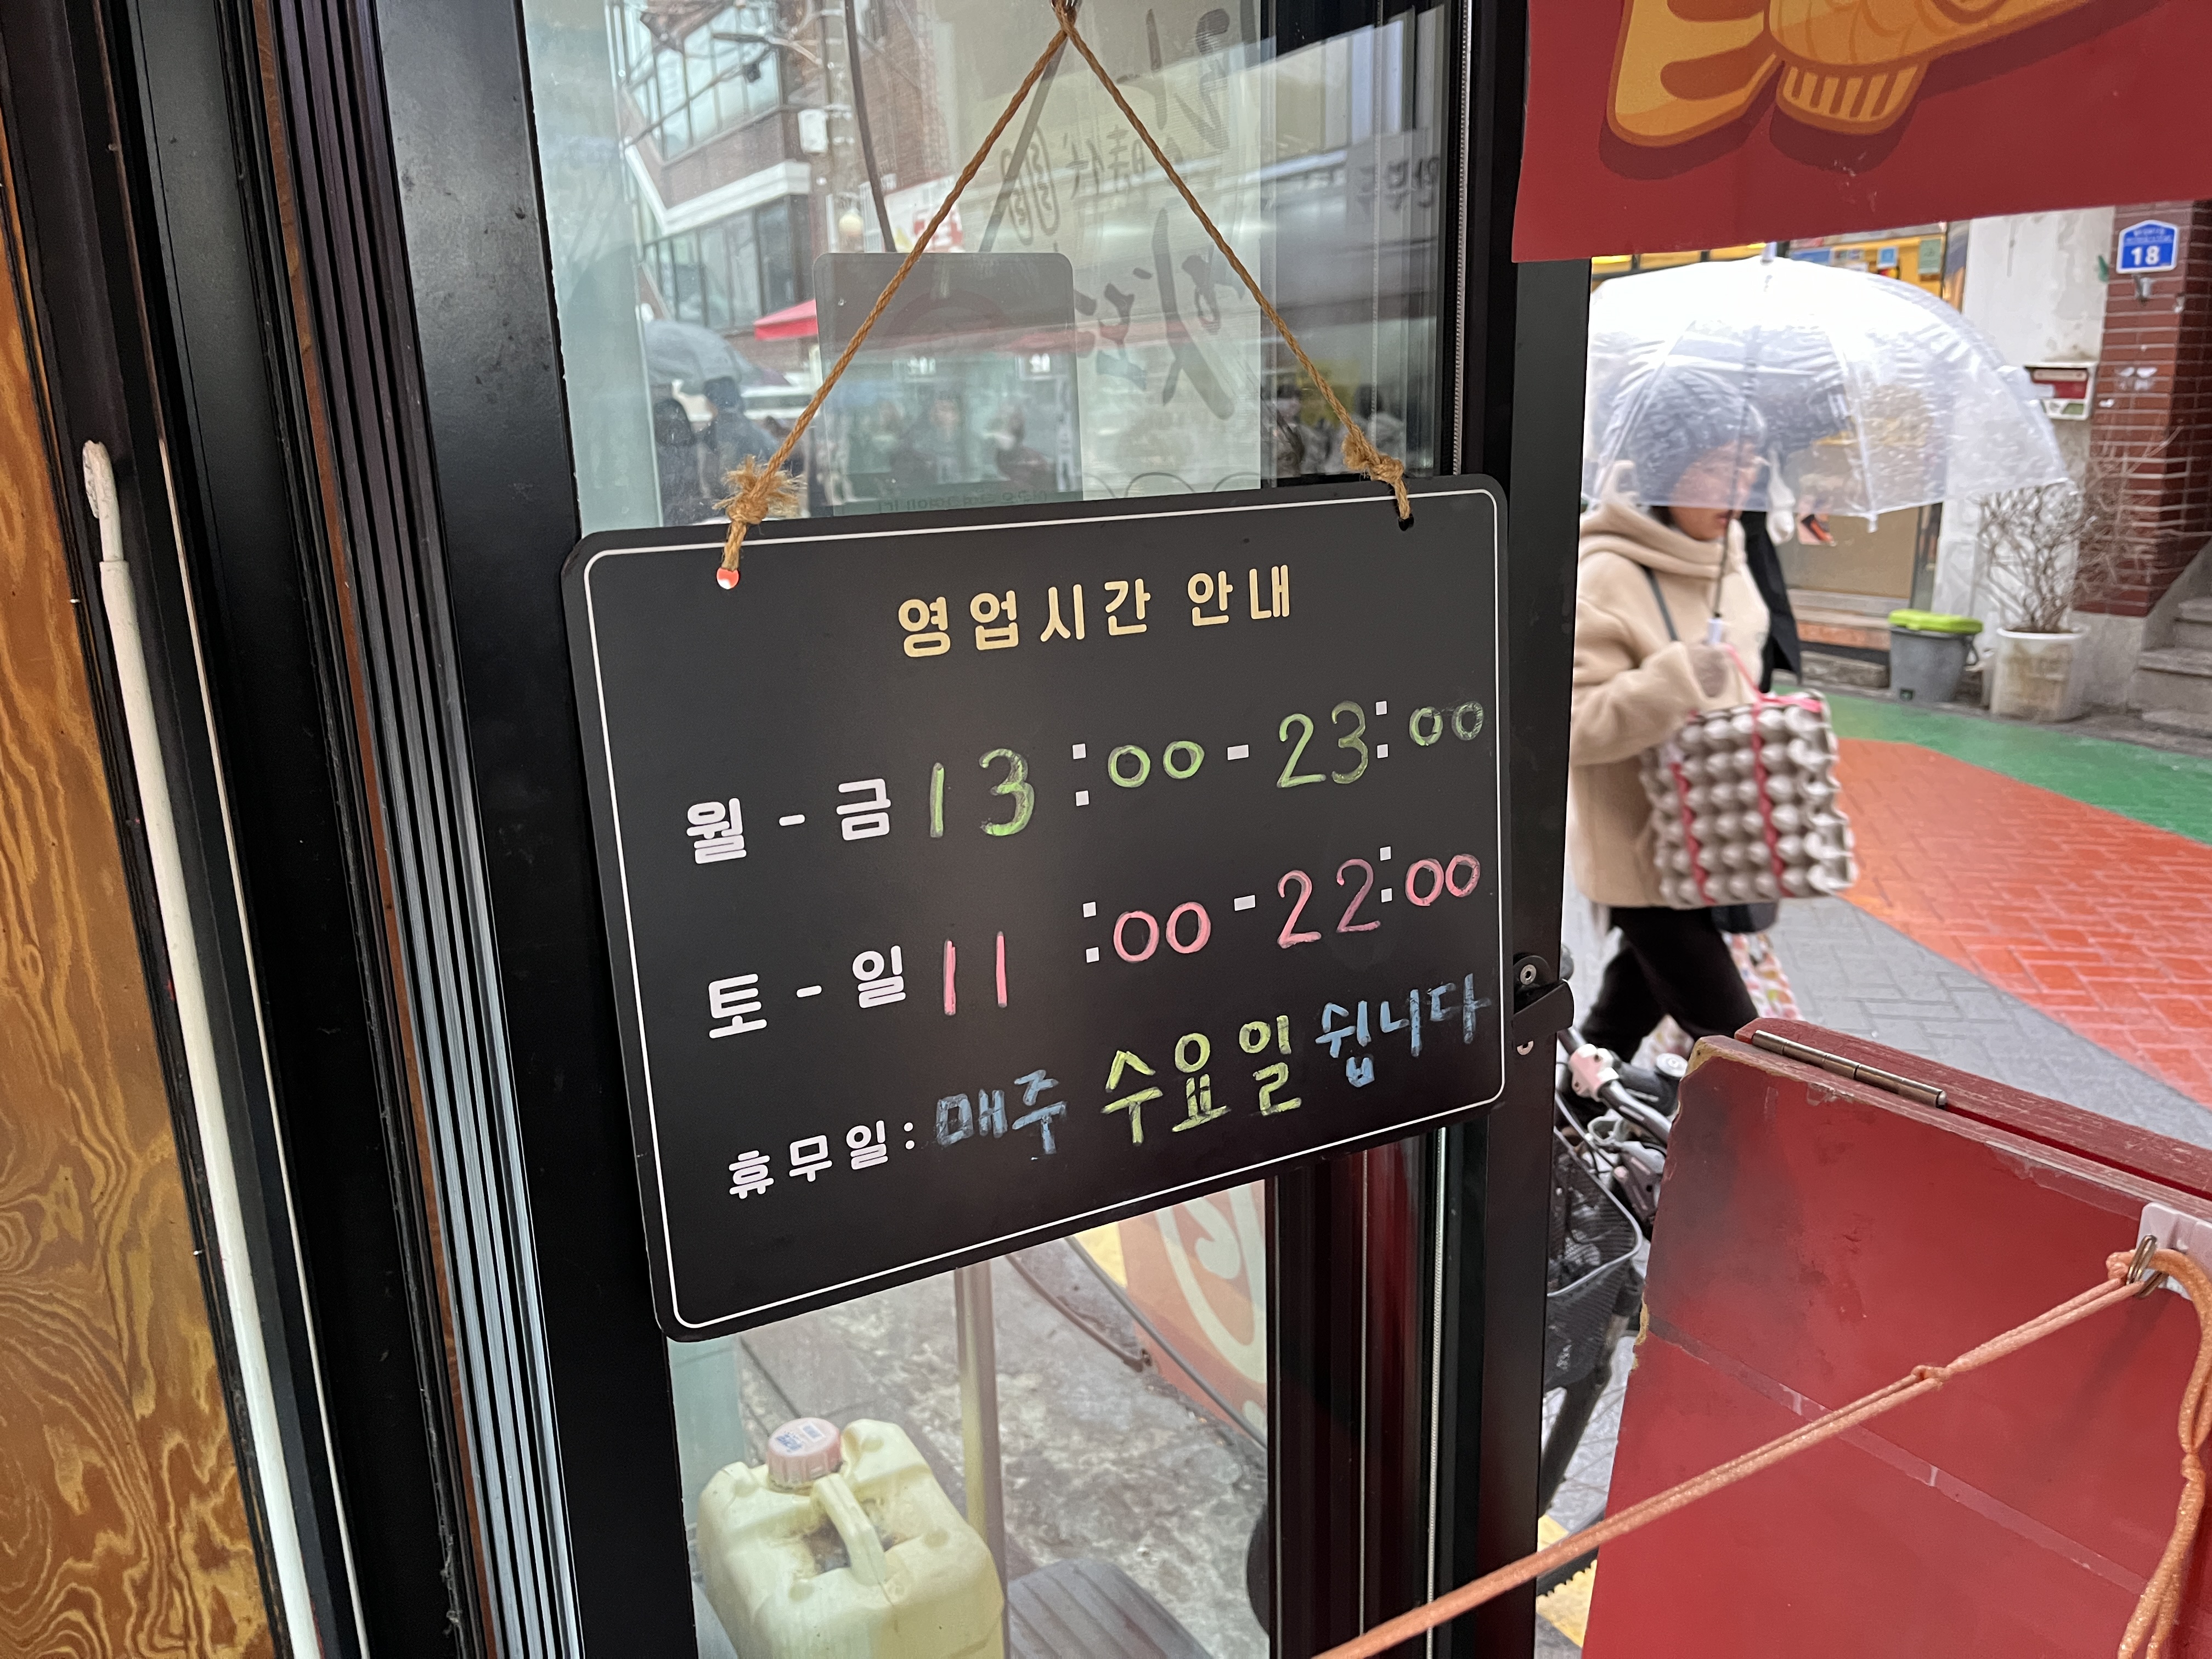 영업시간 안내
월 - 금 13:00 - 23:00
토 - 일 11:00 - 22:00
휴무일: 매주 수요일 쉽니다
18